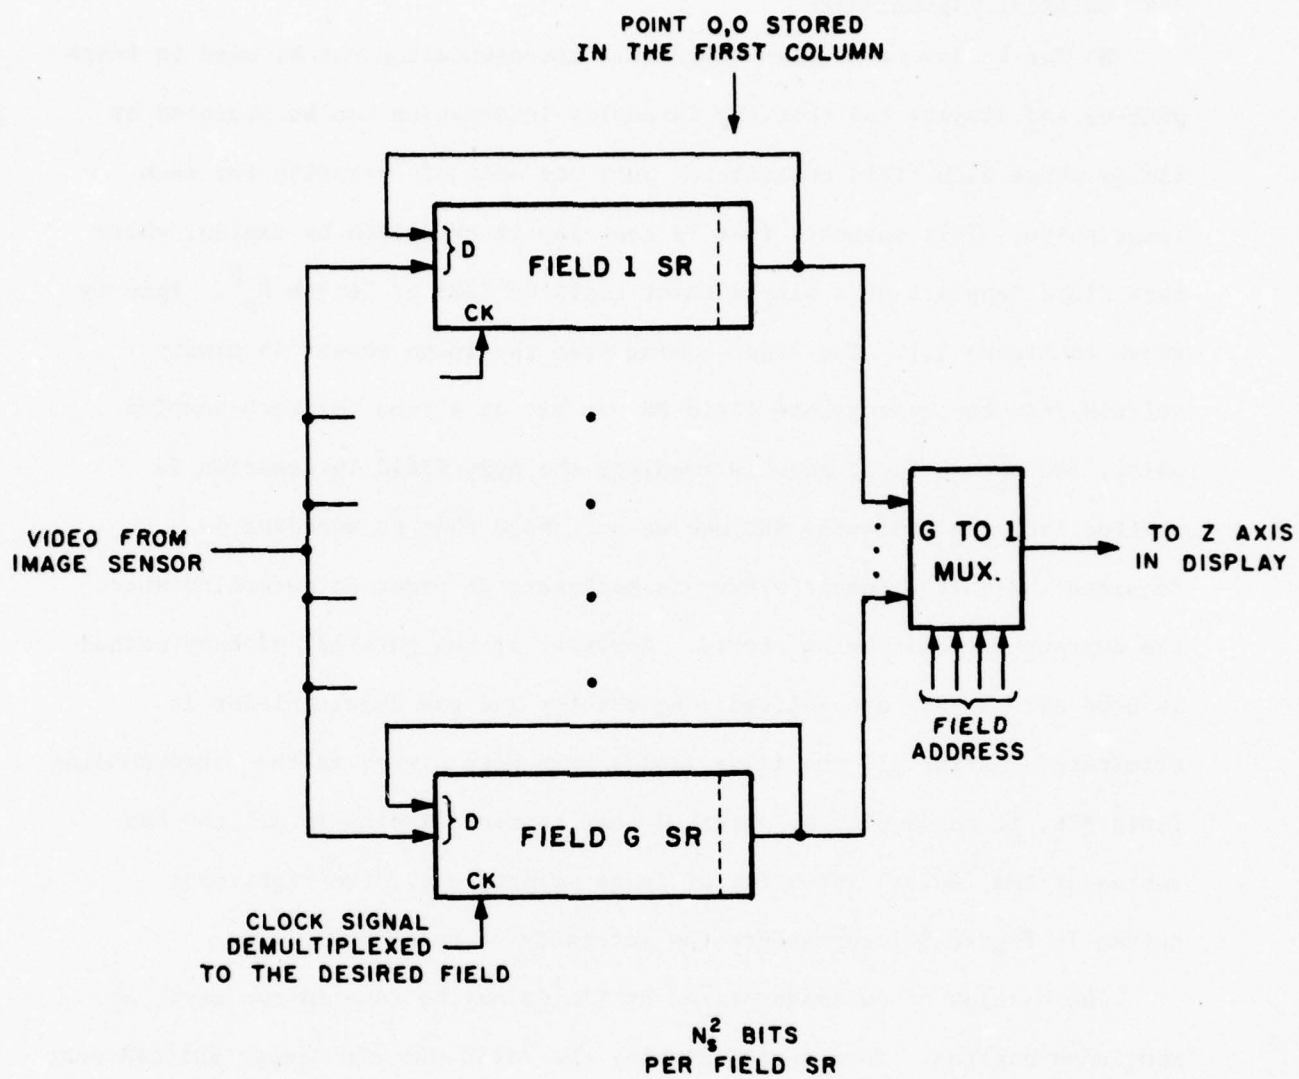 POINT 0,0 STORED
IN THE FIRST COLUMN
D
FIELD 1 SR
CK
VIDEO FROM
IMAGE SENSOR
G TO 1
MUX.
TO Z AXIS
IN DISPLAY
FIELD
ADDRESS
D
FIELD G SR
CK
CLOCK SIGNAL
DEMULTIPLEXED
TO THE DESIRED FIELD
N_s^2 BITS
PER FIELD SR